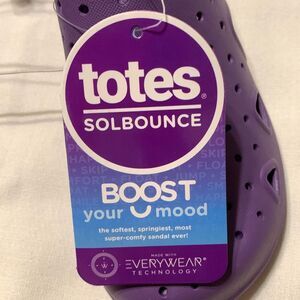 totes®
SOLBOUNCE
BOOST
your mood
the softest, springiest, most
super-comfy sandal ever!
MADE WITH
EVERYWEAR®
TECHNOLOGY